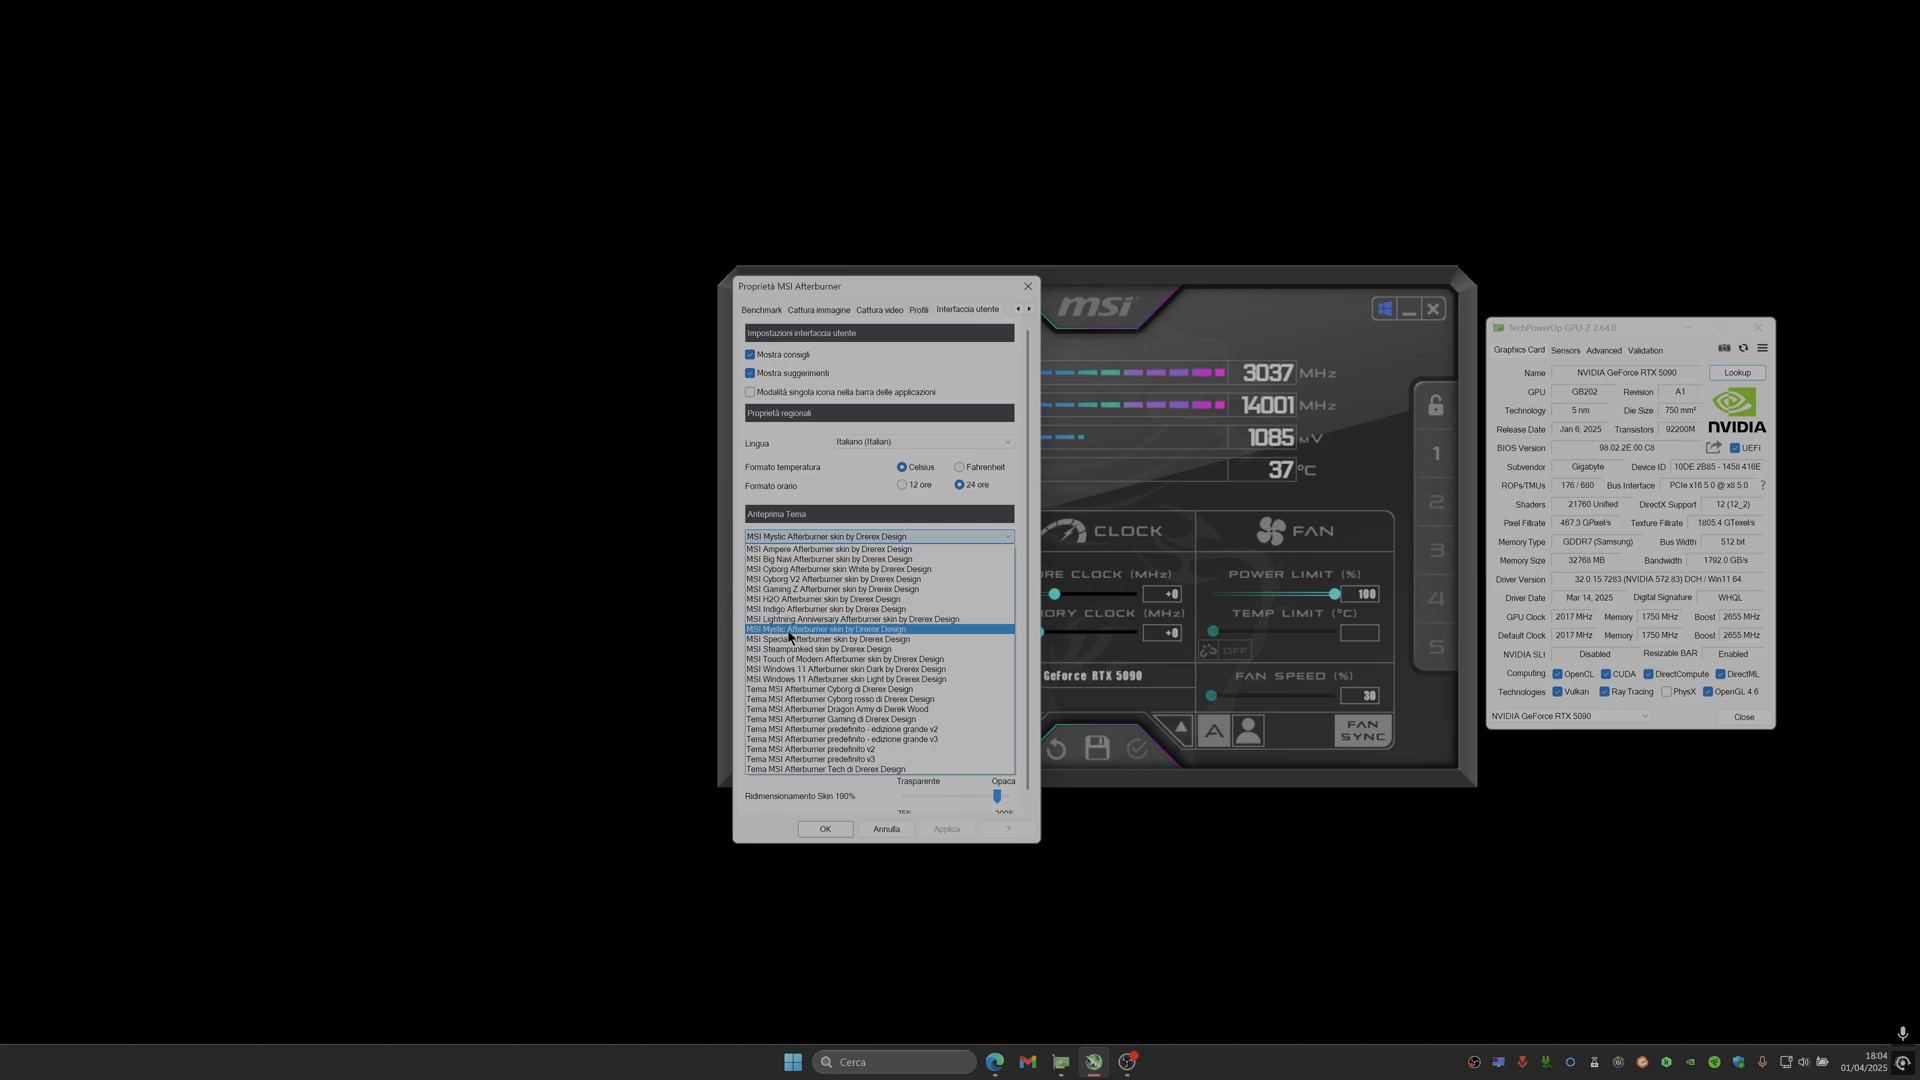 Proprietà MSI Afterburner
Benchmark Cattura immagine Cattura video Profili Interfaccia utente
Impostazioni interfaccia utente
Mostra consigli
Mostra suggerimenti
Modalità singola icona nella barra delle applicazioni
Proprietà regionali
Lingua Italiano (Italian)
Formato temperatura Celsius Fahrenheit
Formato orario 12 ore 24 ore
Anteprima Tema
MSI Mystic Afterburner skin by Drerex Design
MSI Ampere Afterburner skin by Drerex Design
MSI Big Navi Afterburner skin by Drerex Design
MSI Cyborg Afterburner skin White by Drerex Design
MSI Cyborg V2 Afterburner skin by Drerex Design
MSI Gaming Z Afterburner skin by Drerex Design
MSI H2O Afterburner skin by Drerex Design
MSI Indigo Afterburner skin by Drerex Design
MSI Lightning Anniversary Afterburner skin by Drerex Design
MSI Mystic Afterburner skin by Drerex Design
MSI Special Afterburner skin by Drerex Design
MSI Steampunked skin by Drerex Design
MSI Touch of Modern Afterburner skin by Drerex Design
MSI Windows 11 Afterburner skin Dark by Drerex Design
MSI Windows 11 Afterburner skin Light by Drerex Design
Tema MSI Afterburner Cyborg di Drerex Design
Tema MSI Afterburner Cyborg rosso di Drerex Design
Tema MSI Afterburner Dragon Army di Derek Wood
Tema MSI Afterburner Gaming di Drerex Design
Tema MSI Afterburner predefinito - edizione grande v2
Tema MSI Afterburner predefinito - edizione grande v3
Tema MSI Afterburner predefinito v2
Tema MSI Afterburner predefinito v3
Tema MSI Afterburner Tech di Drerex Design
Trasparente Opaca
Ridimensionamento Skin 190%
75% 200%
OK Annulla Applica ?
msi
3037 MHz
14001 MHz
1085 mV
37 °C
CLOCK FAN
RE CLOCK (MHz) POWER LIMIT (%)
+0 100
ORY CLOCK (MHz) TEMP LIMIT (°C)
+0
OFF
GeForce RTX 5090 FAN SPEED (%)
30
A FAN SYNC
1
2
3
4
5
TechPowerUp GPU-Z 2.64.0
Graphics Card Sensors Advanced Validation
Name NVIDIA GeForce RTX 5090 Lookup
GPU GB202 Revision A1
Technology 5 nm Die Size 750 mm²
Release Date Jan 6, 2025 Transistors 92200M
NVIDIA
BIOS Version 98.02.2E.00.C8 UEFI
Subvendor Gigabyte Device ID 10DE 2B85 - 1458 416E
ROPs/TMUs 176 / 680 Bus Interface PCIe x16 5.0 @ x8 5.0 ?
Shaders 21760 Unified DirectX Support 12 (12_2)
Pixel Fillrate 467.3 GPixel/s Texture Fillrate 1805.4 GTexel/s
Memory Type GDDR7 (Samsung) Bus Width 512 bit
Memory Size 32768 MB Bandwidth 1792.0 GB/s
Driver Version 32.0.15.7283 (NVIDIA 572.83) DCH / Win11 64
Driver Date Mar 14, 2025 Digital Signature WHQL
GPU Clock 2017 MHz Memory 1750 MHz Boost 2655 MHz
Default Clock 2017 MHz Memory 1750 MHz Boost 2655 MHz
NVIDIA SLI Disabled Resizable BAR Enabled
Computing OpenCL CUDA DirectCompute DirectML
Technologies Vulkan Ray Tracing PhysX OpenGL 4.6
NVIDIA GeForce RTX 5090 Close
Cerca
18:04
01/04/2025